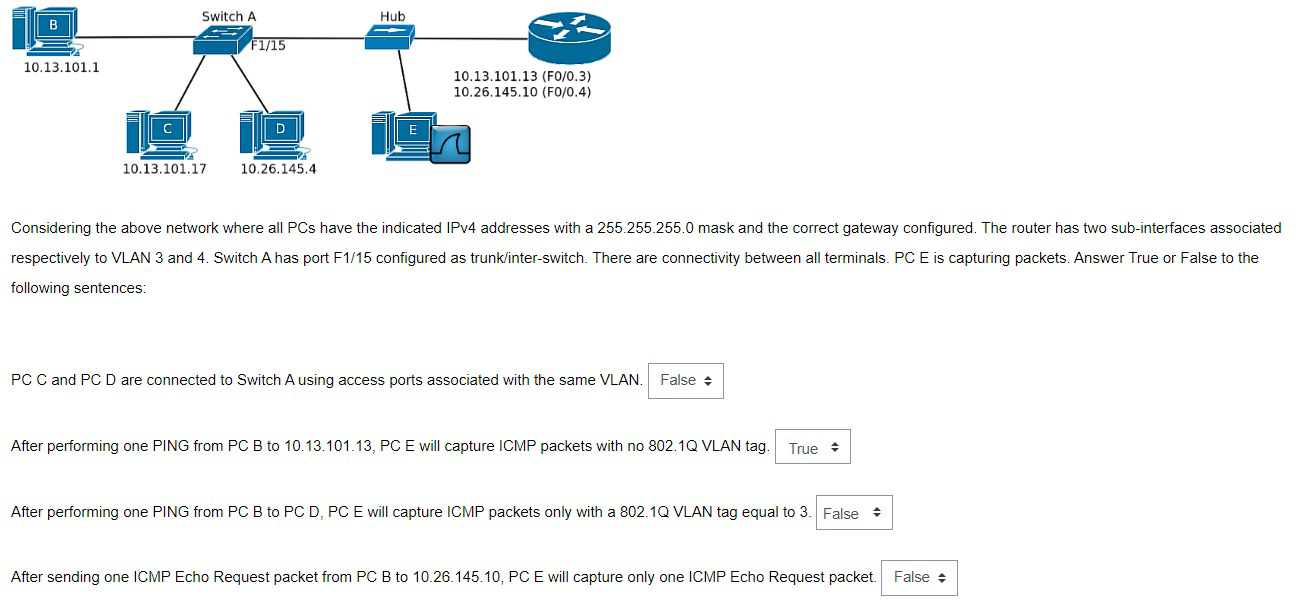 B
Switch A
Hub
F1/15
10.13.101.1
10.13.101.13 (F0/0.3)
10.26.145.10 (F0/0.4)
C
D
E
10.13.101.17
10.26.145.4
Considering the above network where all PCs have the indicated IPv4 addresses with a 255.255.255.0 mask and the correct gateway configured. The router has two sub-interfaces associated
respectively to VLAN 3 and 4. Switch A has port F1/15 configured as trunk/inter-switch. There are connectivity between all terminals. PC E is capturing packets. Answer True or False to the
following sentences:
PC C and PC D are connected to Switch A using access ports associated with the same VLAN. False
After performing one PING from PC B to 10.13.101.13, PC E will capture ICMP packets with no 802.1Q VLAN tag. True
After performing one PING from PC B to PC D, PC E will capture ICMP packets only with a 802.1Q VLAN tag equal to 3. False
After sending one ICMP Echo Request packet from PC B to 10.26.145.10, PC E will capture only one ICMP Echo Request packet. False